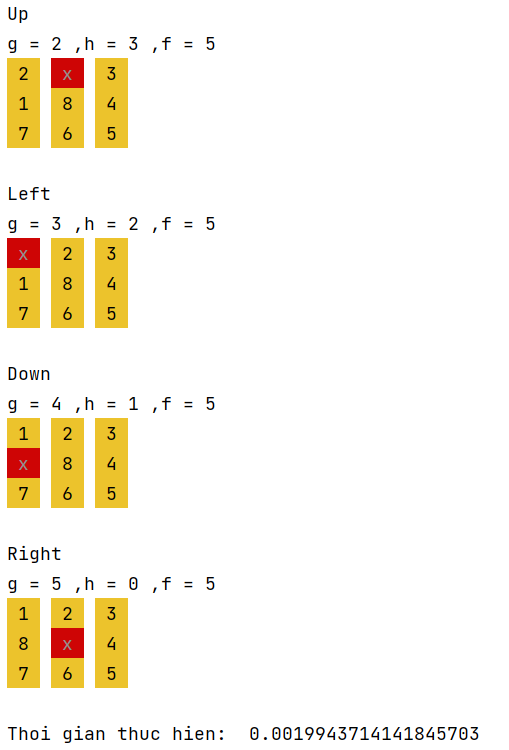 Up
g = 2 ,h = 3 ,f = 5
2 x 3
1 8 4
7 6 5
Left
g = 3 ,h = 2 ,f = 5
x 2 3
1 8 4
7 6 5
Down
g = 4 ,h = 1 ,f = 5
1 2 3
x 8 4
7 6 5
Right
g = 5 ,h = 0 ,f = 5
1 2 3
8 x 4
7 6 5
Thoi gian thuc hien:  0.0019943714141845703